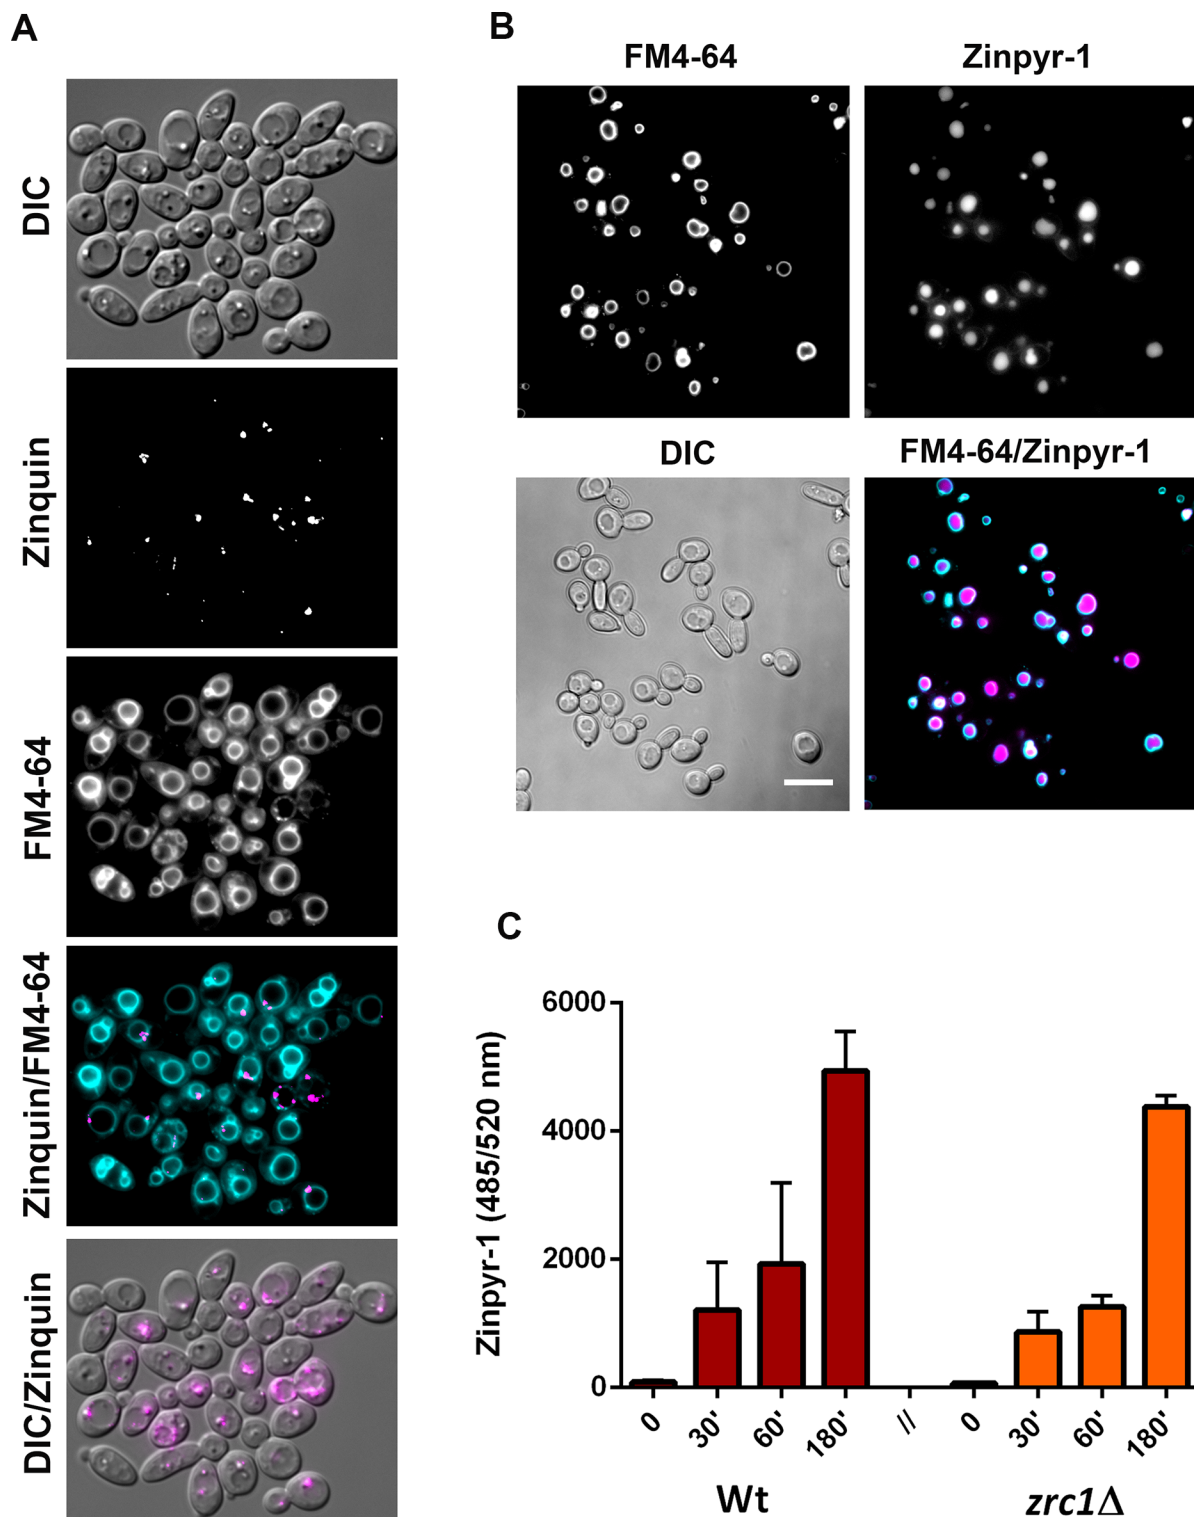 A
DIC
Zinquin
FM4-64
Zinquin/FM4-64
DIC/Zinquin
B
FM4-64
Zinpyr-1
DIC
FM4-64/Zinpyr-1
C
Zinpyr-1 (485/520 nm)
6000
4000
2000
0
0
30'
60'
180'
//
0
30'
60'
180'
Wt
zrc1Δ